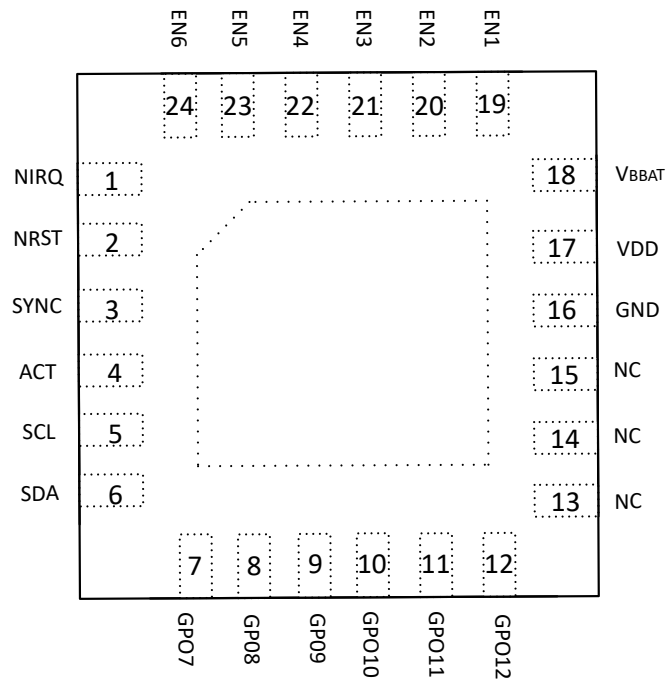 EN6 EN5 EN4 EN3 EN2 EN1
24 23 22 21 20 19
NIRQ 1 18 VBBAT
NRST 2 17 VDD
SYNC 3 16 GND
ACT 4 15 NC
SCL 5 14 NC
SDA 6 13 NC
7 8 9 10 11 12
GPO7 GP08 GP09 GPO10 GPO11 GPO12